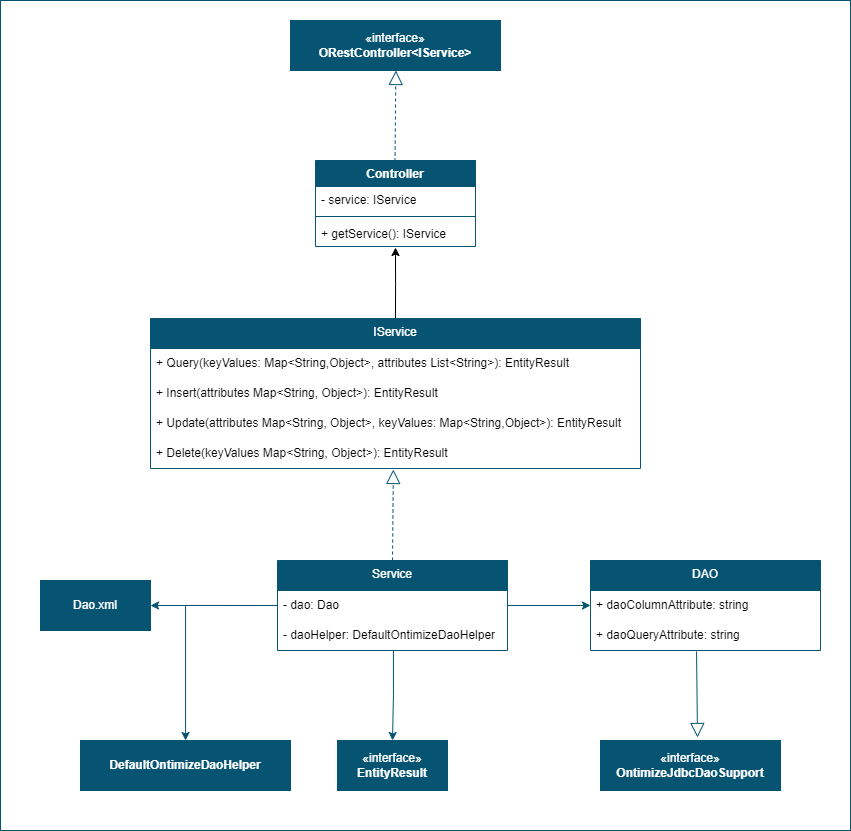 «interface»
ORestController<IService>
Controller
- service: IService
+ getService(): IService
IService
+ Query(keyValues: Map<String,Object>, attributes List<String>): EntityResult
+ Insert(attributes Map<String, Object>): EntityResult
+ Update(attributes Map<String, Object>, keyValues: Map<String,Object>): EntityResult
+ Delete(keyValues Map<String, Object>): EntityResult
Dao.xml
Service
- dao: Dao
- daoHelper: DefaultOntimizeDaoHelper
DAO
+ daoColumnAttribute: string
+ daoQueryAttribute: string
DefaultOntimizeDaoHelper
«interface»
EntityResult
«interface»
OntimizeJdbcDaoSupport